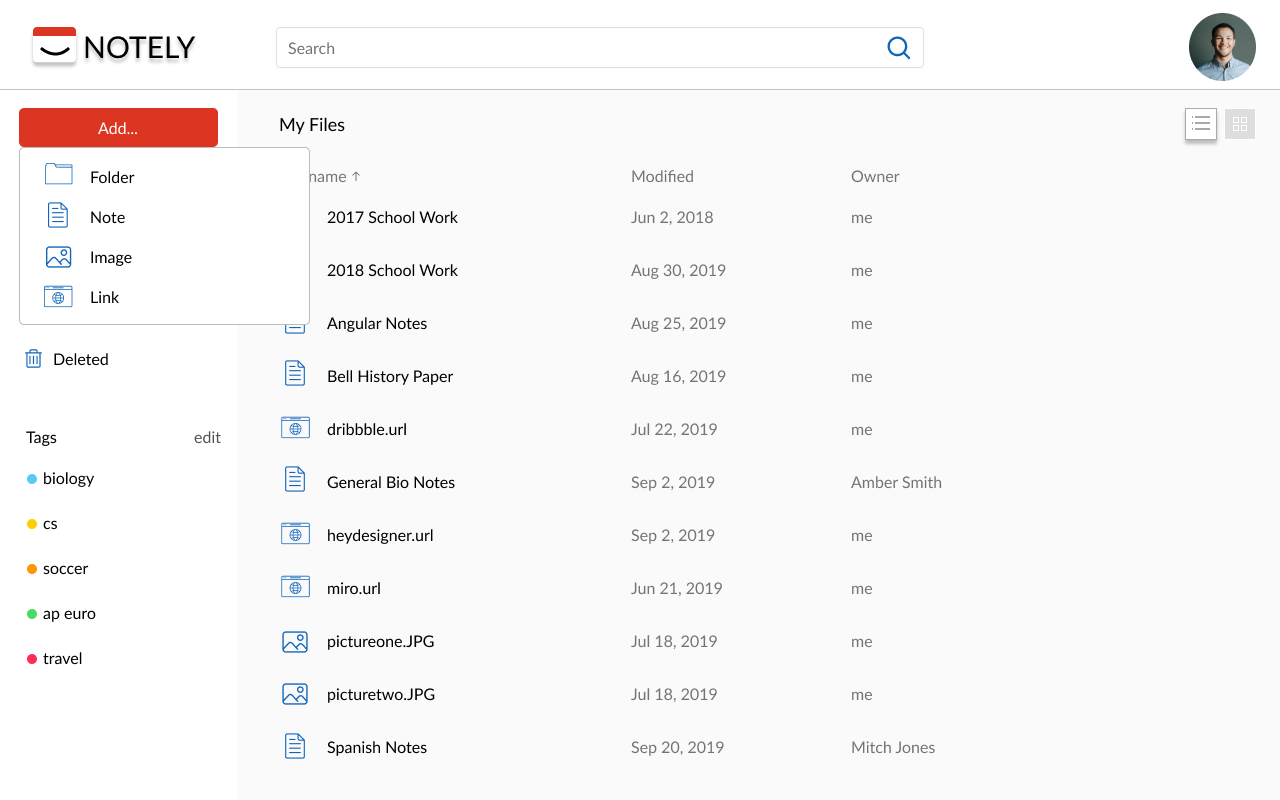 NOTELY
Search
Add...
My Files
Folder
Note
Image
Link
Deleted
Tags edit
biology
cs
soccer
ap euro
travel
name ↑ Modified Owner
2017 School Work Jun 2, 2018 me
2018 School Work Aug 30, 2019 me
Angular Notes Aug 25, 2019 me
Bell History Paper Aug 16, 2019 me
dribbble.url Jul 22, 2019 me
General Bio Notes Sep 2, 2019 Amber Smith
heydesigner.url Sep 2, 2019 me
miro.url Jun 21, 2019 me
pictureone.JPG Jul 18, 2019 me
picturetwo.JPG Jul 18, 2019 me
Spanish Notes Sep 20, 2019 Mitch Jones